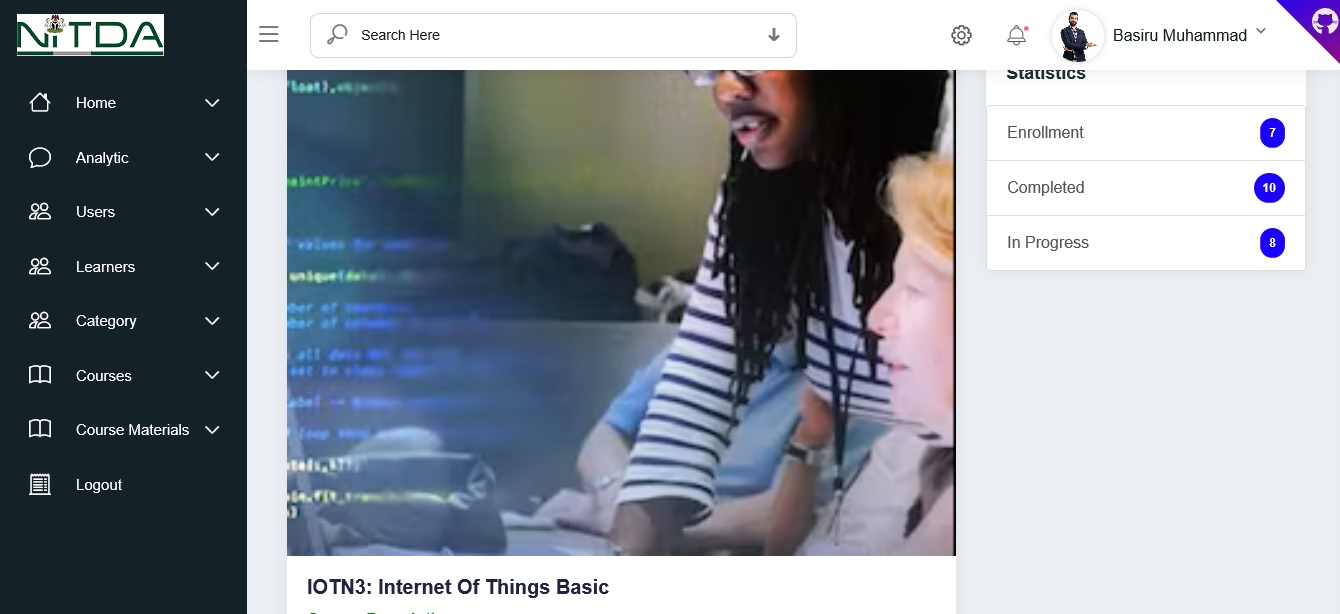 NiTDA
Search Here
Basiru Muhammad
Home
Analytic
Users
Learners
Category
Courses
Course Materials
Logout
Statistics
Enrollment 7
Completed 10
In Progress 8
IOTN3: Internet Of Things Basic